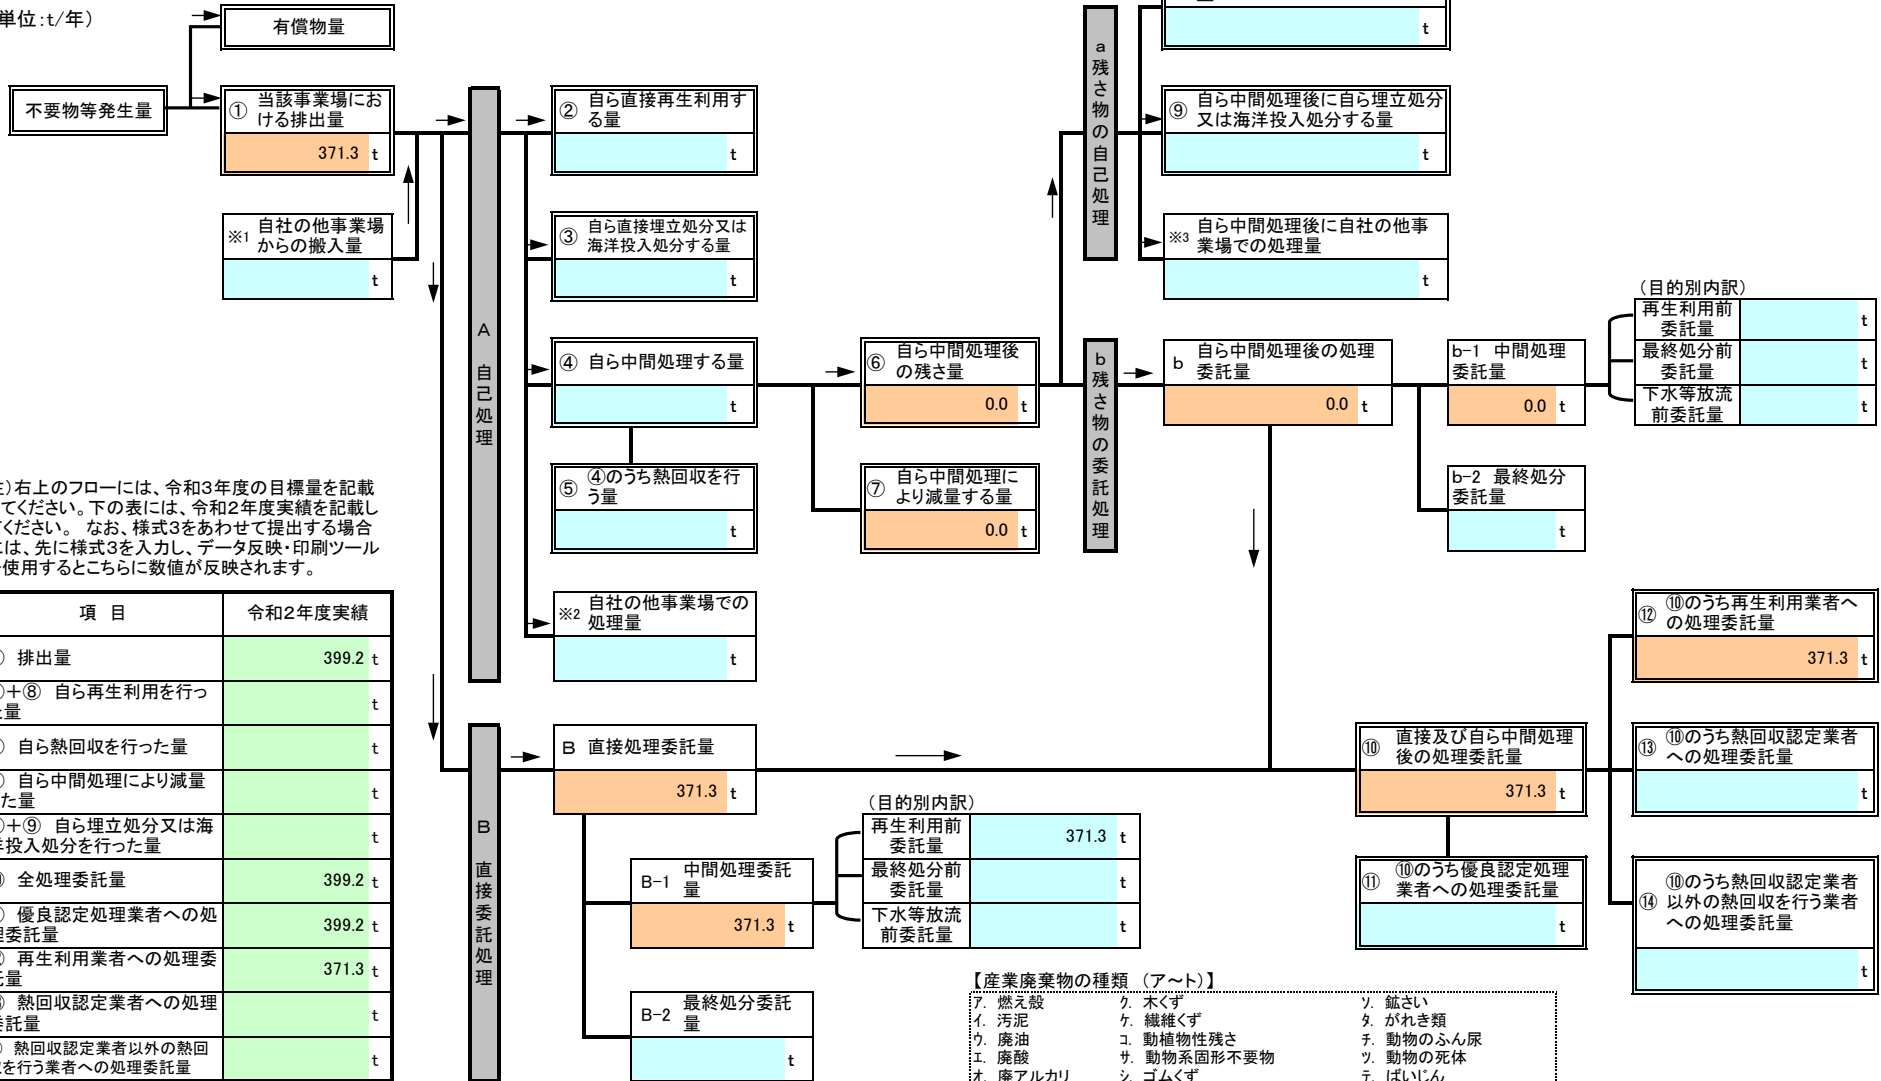 単位:t/年）
有償物量
不要物等発生量
① 当該事業場にお
ける排出量
371.3 t
※1 自社の他事業場
からの搬入量
t
A 自己処理
② 自ら直接再生利用す
る量
t
③ 自ら直接埋立処分又は
海洋投入処分する量
t
④ 自ら中間処理する量
t
⑤ ④のうち熱回収を行
う量
t
※2 自社の他事業場での
処理量
t
⑥ 自ら中間処理後
の残さ量
0.0 t
⑦ 自ら中間処理に
より減量する量
0.0 t
a 残さ物の自己処理
t
⑨ 自ら中間処理後に自ら埋立処分
又は海洋投入処分する量
t
※3 自ら中間処理後に自社の他事
業場での処理量
t
b 残さ物の委託処理
b 自ら中間処理後の処理
委託量
0.0 t
b-1 中間処理
委託量
0.0 t
b-2 最終処分
委託量
t
（目的別内訳）
再生利用前
委託量
t
最終処分前
委託量
t
下水等放流
前委託量
t
）右上のフローには、令和3年度の目標量を記載
てください。下の表には、令和2年度実績を記載し
ください。 なお、様式3をあわせて提出する場合
は、先に様式3を入力し、データ反映・印刷ツール
使用するとこちらに数値が反映されます。
項 目 令和2年度実績
） 排出量 399.2 t
）＋⑧ 自ら再生利用を行っ
量 t
） 自ら熱回収を行った量 t
） 自ら中間処理により減量
た量 t
）＋⑨ 自ら埋立処分又は海
投入処分を行った量 t
） 全処理委託量 399.2 t
） 優良認定処理業者への処
委託量 399.2 t
再生利用業者への処理委
量 371.3 t
熱回収認定業者への処理
託量 t
） 熱回収認定業者以外の熱回
を行う業者への処理委託量 t
B 直接委託処理
B 直接処理委託量
371.3 t
B-1 中間処理委託
量
371.3 t
B-2 最終処分委託
量
t
（目的別内訳）
再生利用前
委託量
371.3 t
最終処分前
委託量
t
下水等放流
前委託量
t
⑩ 直接及び自ら中間処理
後の処理委託量
371.3 t
⑪ ⑩のうち優良認定処理
業者への処理委託量
t
⑫ ⑩のうち再生利用業者へ
の処理委託量
371.3 t
⑬ ⑩のうち熱回収認定業者
への処理委託量
t
⑭ ⑩のうち熱回収認定業者
以外の熱回収を行う業者
への処理委託量
t
【産業廃棄物の種類 （ア～ト）】
ア. 燃え殻 ク. 木くず ソ. 鉱さい
イ. 汚泥 ケ. 繊維くず タ. がれき類
ウ. 廃油 コ. 動植物性残さ チ. 動物のふん尿
エ. 廃酸 サ. 動物系固形不要物 ツ. 動物の死体
オ. 廃アルカリ シ. ゴムくず テ. ばいじん